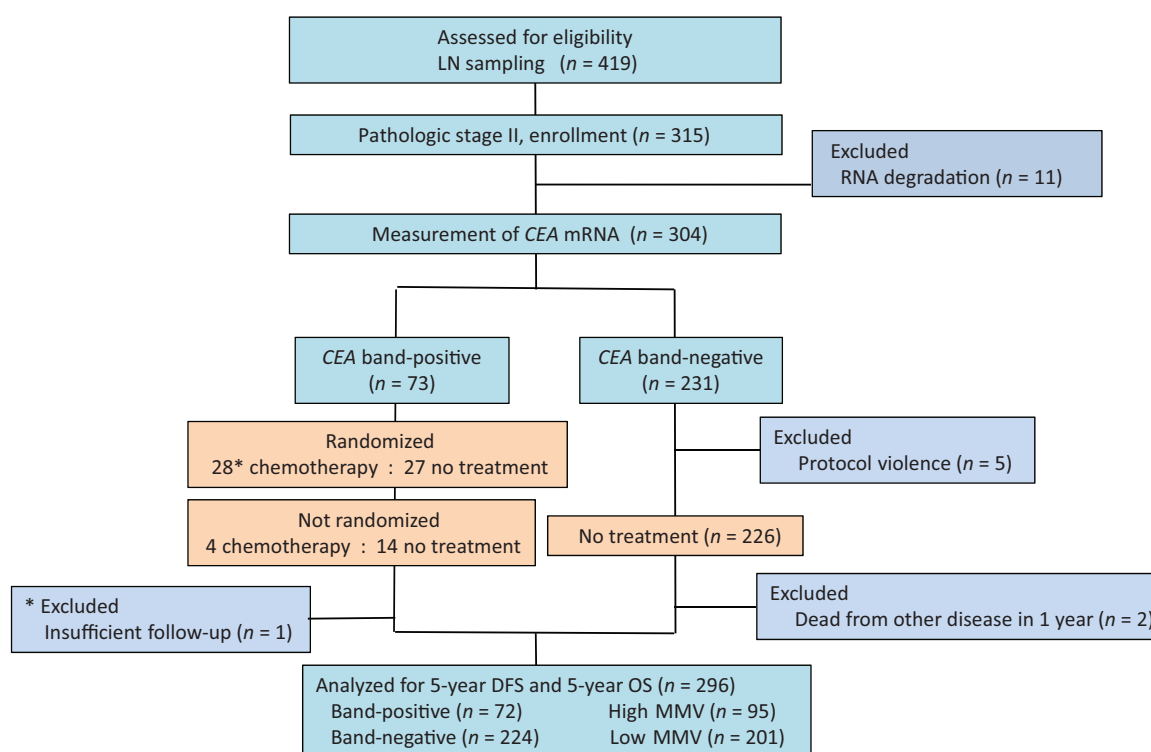 Assessed for eligibility
LN sampling (n = 419)
Pathologic stage II, enrollment (n = 315)
Excluded
RNA degradation (n = 11)
Measurement of CEA mRNA (n = 304)
CEA band-positive
(n = 73)
CEA band-negative
(n = 231)
Randomized
28* chemotherapy : 27 no treatment
Excluded
Protocol violence (n = 5)
Not randomized
4 chemotherapy : 14 no treatment
No treatment (n = 226)
* Excluded
Insufficient follow-up (n = 1)
Excluded
Dead from other disease in 1 year (n = 2)
Analyzed for 5-year DFS and 5-year OS (n = 296)
Band-positive (n = 72) High MMV (n = 95)
Band-negative (n = 224) Low MMV (n = 201)